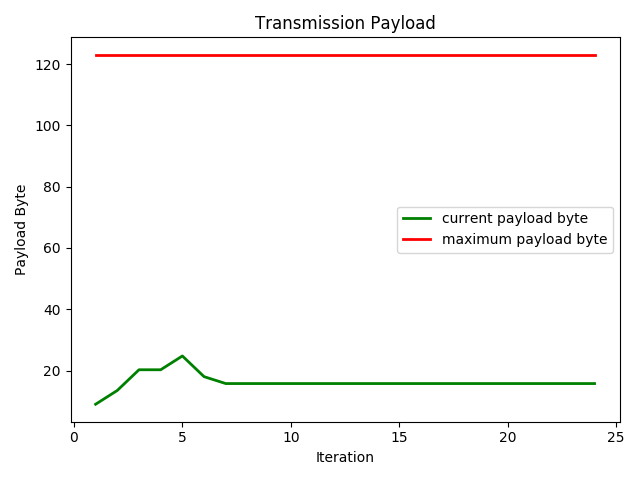 Transmission Payload
120
100
80
60
40
20
Payload Byte
current payload byte
maximum payload byte
0 5 10 15 20 25
Iteration